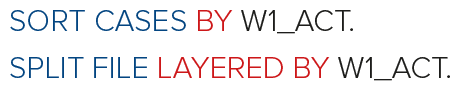 SORT CASES BY W1_ACT.
SPLIT FILE LAYERED BY W1_ACT.